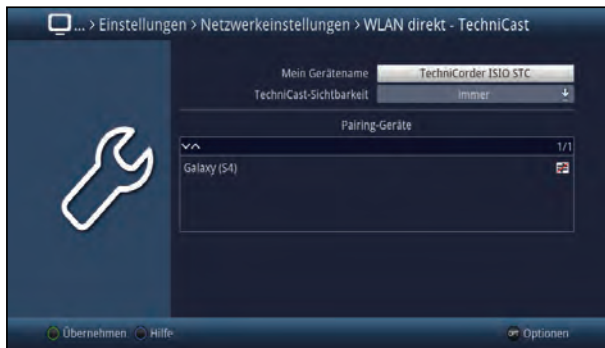 ... > Einstellungen > Netzwerkeinstellungen > WLAN direkt - TechniCast
Mein Gerätename TechniCorder ISIO STC
TechniCast-Sichtbarkeit Immer
Pairing-Geräte
1/1
Galaxy (S4)
Übernehmen Hilfe OPT Optionen